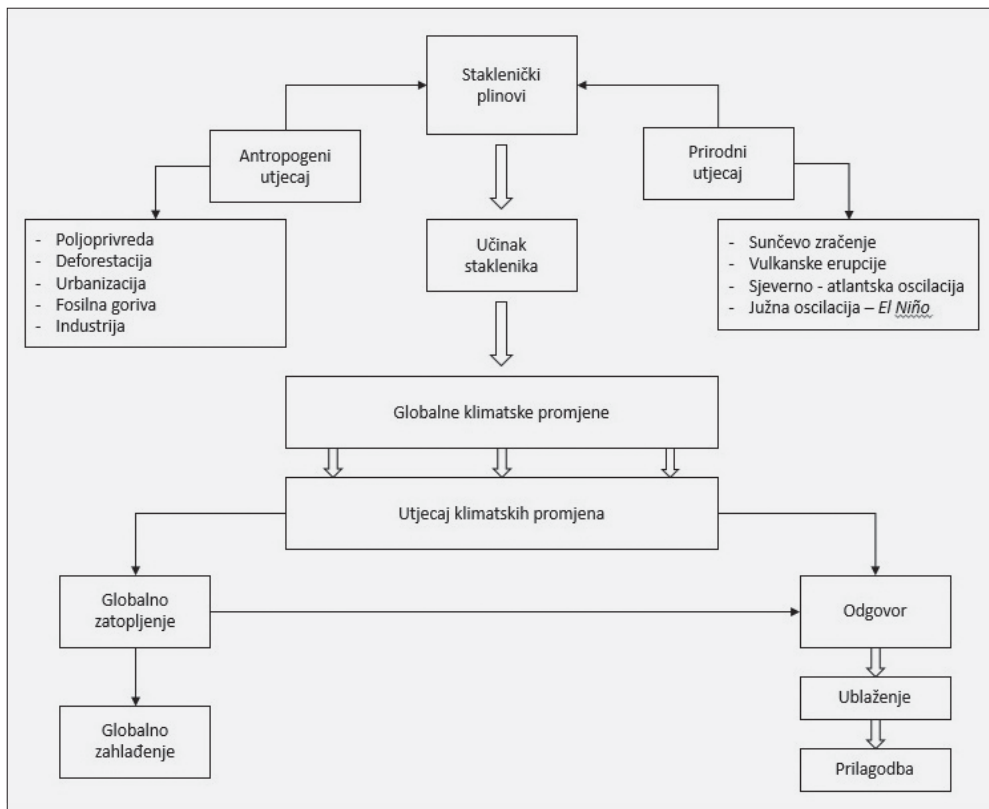 Staklenički
plinovi
Antropogeni
utjecaj
Prirodni
utjecaj
- Poljoprivreda
- Deforestacija
- Urbanizacija
- Fosilna goriva
- Industrija
Učinak
staklenika
- Sunčevo zračenje
- Vulkanske erupcije
- Sjeverno - atlantska oscilacija
- Južna oscilacija – El Niño
Globalne klimatske promjene
Utjecaj klimatskih promjena
Globalno
zatopljenje
Odgovor
Ublaženje
Globalno
zahlađenje
Prilagodba